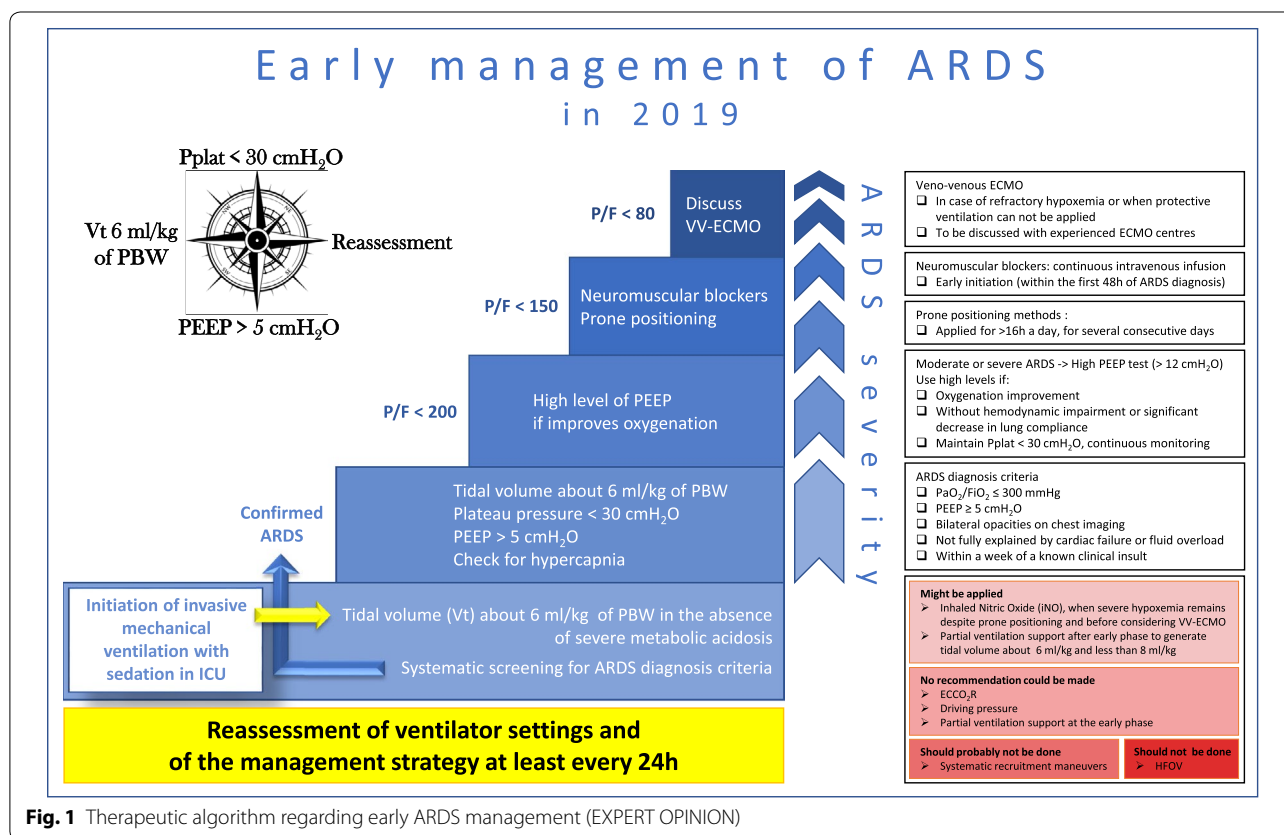 Early management of ARDS
in 2019
Pplat < 30 cmH₂O
Vt 6 ml/kg
of PBW
Reassessment
PEEP > 5 cmH₂O
P/F < 80
Discuss
VV-ECMO
P/F < 150
Neuromuscular blockers
Prone positioning
P/F < 200
High level of PEEP
if improves oxygenation
Tidal volume about 6 ml/kg of PBW
Plateau pressure < 30 cmH₂O
PEEP > 5 cmH₂O
Check for hypercapnia
Confirmed
ARDS
Initiation of invasive
mechanical
ventilation with
sedation in ICU
Tidal volume (Vt) about 6 ml/kg of PBW in the absence
of severe metabolic acidosis
Systematic screening for ARDS diagnosis criteria
Reassessment of ventilator settings and
of the management strategy at least every 24h
ARDS severity
Veno-venous ECMO
❑ In case of refractory hypoxemia or when protective
ventilation can not be applied
❑ To be discussed with experienced ECMO centres
Neuromuscular blockers: continuous intravenous infusion
❑ Early initiation (within the first 48h of ARDS diagnosis)
Prone positioning methods :
❑ Applied for >16h a day, for several consecutive days
Moderate or severe ARDS -> High PEEP test (> 12 cmH₂O)
Use high levels if:
❑ Oxygenation improvement
❑ Without hemodynamic impairment or significant
decrease in lung compliance
❑ Maintain Pplat < 30 cmH₂O, continuous monitoring
ARDS diagnosis criteria
❑ PaO₂/FiO₂ ≤ 300 mmHg
❑ PEEP ≥ 5 cmH₂O
❑ Bilateral opacities on chest imaging
❑ Not fully explained by cardiac failure or fluid overload
❑ Within a week of a known clinical insult
Might be applied
➢ Inhaled Nitric Oxide (iNO), when severe hypoxemia remains
despite prone positioning and before considering VV-ECMO
➢ Partial ventilation support after early phase to generate
tidal volume about 6 ml/kg and less than 8 ml/kg
No recommendation could be made
➢ ECCO₂R
➢ Driving pressure
➢ Partial ventilation support at the early phase
Should probably not be done
➢ Systematic recruitment maneuvers
Should not be done
➢ HFOV
Fig. 1 Therapeutic algorithm regarding early ARDS management (EXPERT OPINION)